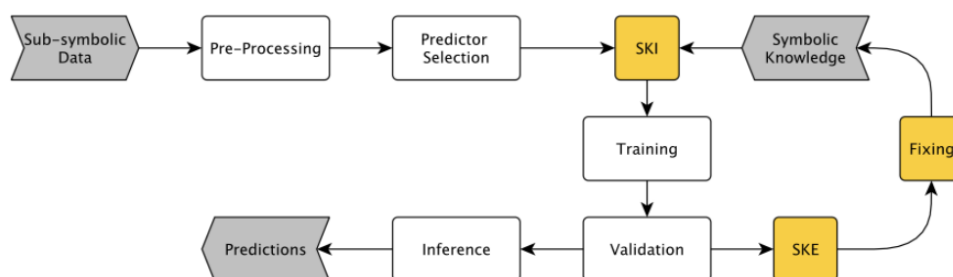 Sub-symbolic
Data
Pre-Processing
Predictor
Selection
SKI
Symbolic
Knowledge
Training
Fixing
Predictions
Inference
Validation
SKE